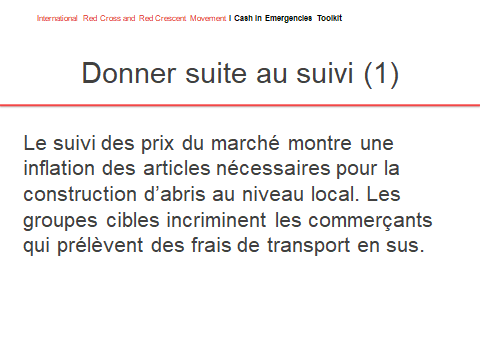 International Red Cross and Red Crescent Movement I Cash in Emergencies Toolkit
Donner suite au suivi (1)
Le suivi des prix du marché montre une
inflation des articles nécessaires pour la
construction d’abris au niveau local. Les
groupes cibles incriminent les commerçants
qui prélèvent des frais de transport en sus.